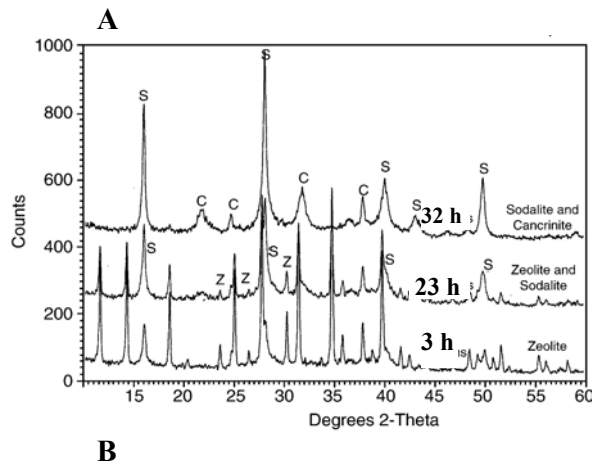 A
1000
S
S
800
C
C
C
C
S
S
S
600
32 h
s
Sodalite and
Cancrinite
Counts
400
S
Z
Z
S
Z
S
S
23 h
s
Zeolite and
Sodalite
200
3 h
IS
Zeolite
0
20
15
25
30
35
40
45
50
55
60
Degrees 2-Theta
B